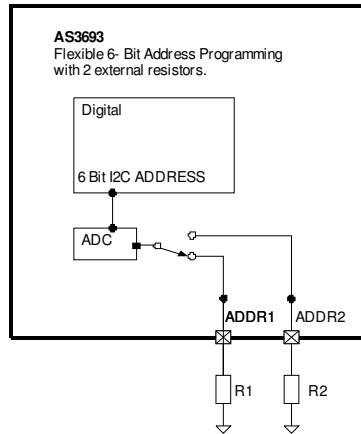 AS3693
Flexible 6- Bit Address Programming
with 2 external resistors.
Digital
6 Bit I2C ADDRESS
ADC
ADDR1
ADDR2
R1
R2